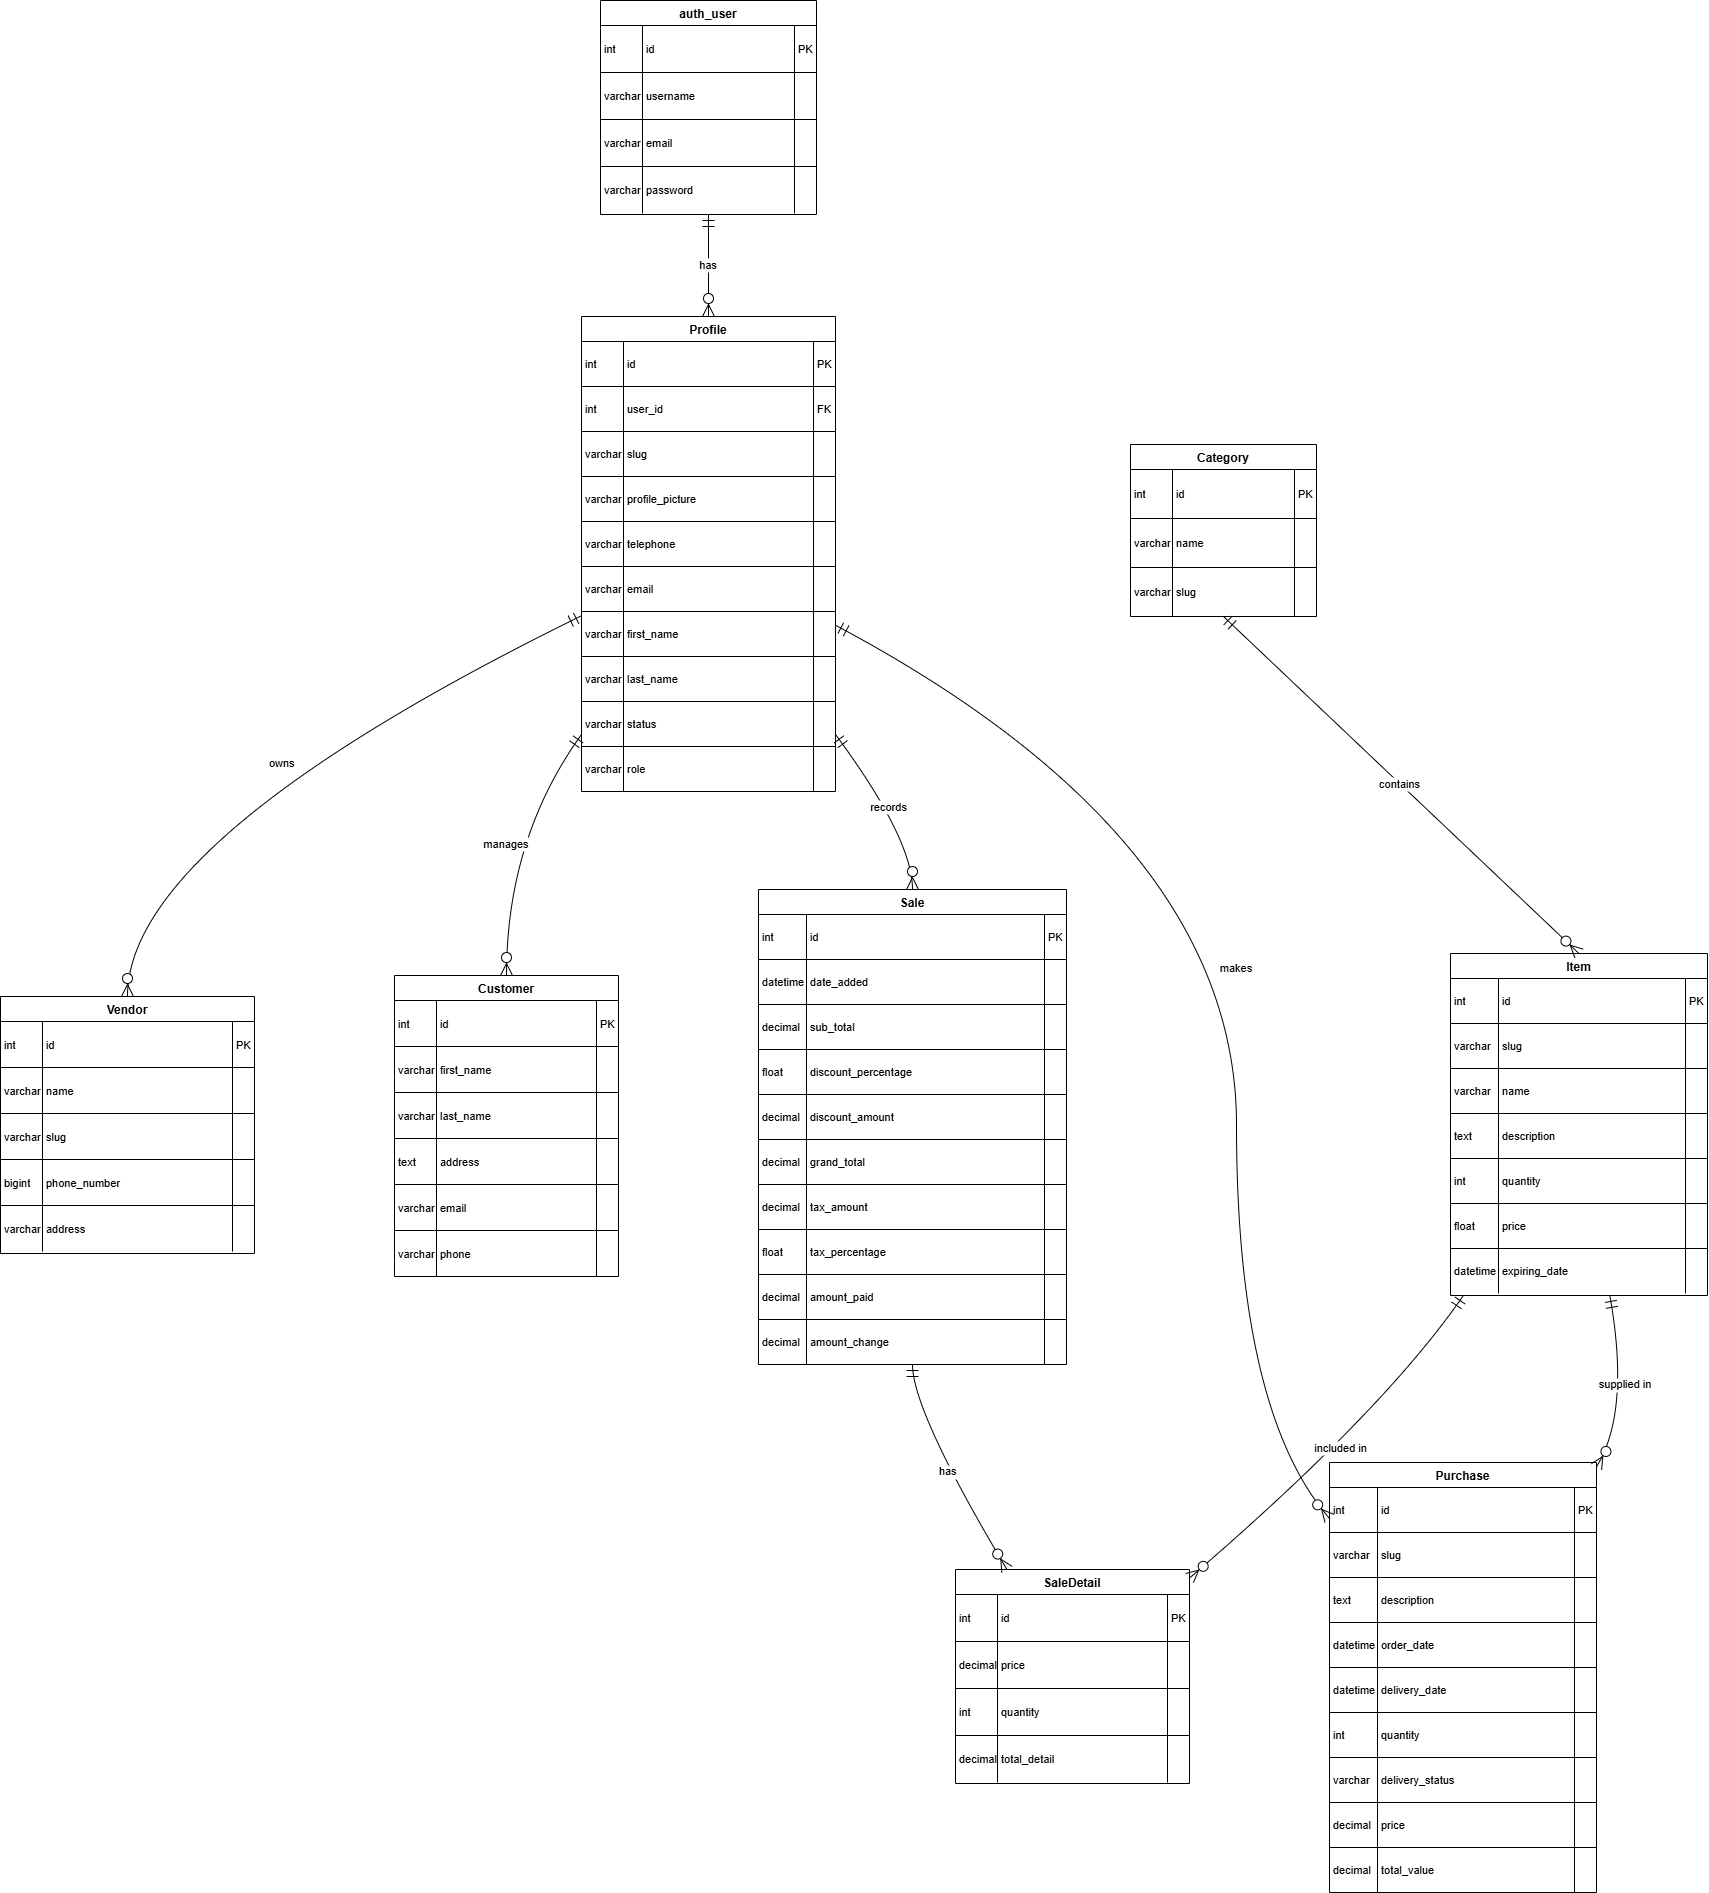 auth_user
int id PK
varchar username
varchar email
varchar password
has
Profile
int id PK
int user_id FK
varchar slug
varchar profile_picture
varchar telephone
varchar email
varchar first_name
varchar last_name
varchar status
varchar role
Category
int id PK
varchar name
varchar slug
owns
manages
records
makes
contains
Vendor
int id PK
varchar name
varchar slug
bigint phone_number
varchar address
Customer
int id PK
varchar first_name
varchar last_name
text address
varchar email
varchar phone
Sale
int id PK
datetime date_added
decimal sub_total
float discount_percentage
decimal discount_amount
decimal grand_total
decimal tax_amount
float tax_percentage
decimal amount_paid
decimal amount_change
Item
int id PK
varchar slug
varchar name
text description
int quantity
float price
datetime expiring_date
has
included in
supplied in
SaleDetail
int id PK
decimal price
int quantity
decimal total_detail
Purchase
int id PK
varchar slug
text description
datetime order_date
datetime delivery_date
int quantity
varchar delivery_status
decimal price
decimal total_value